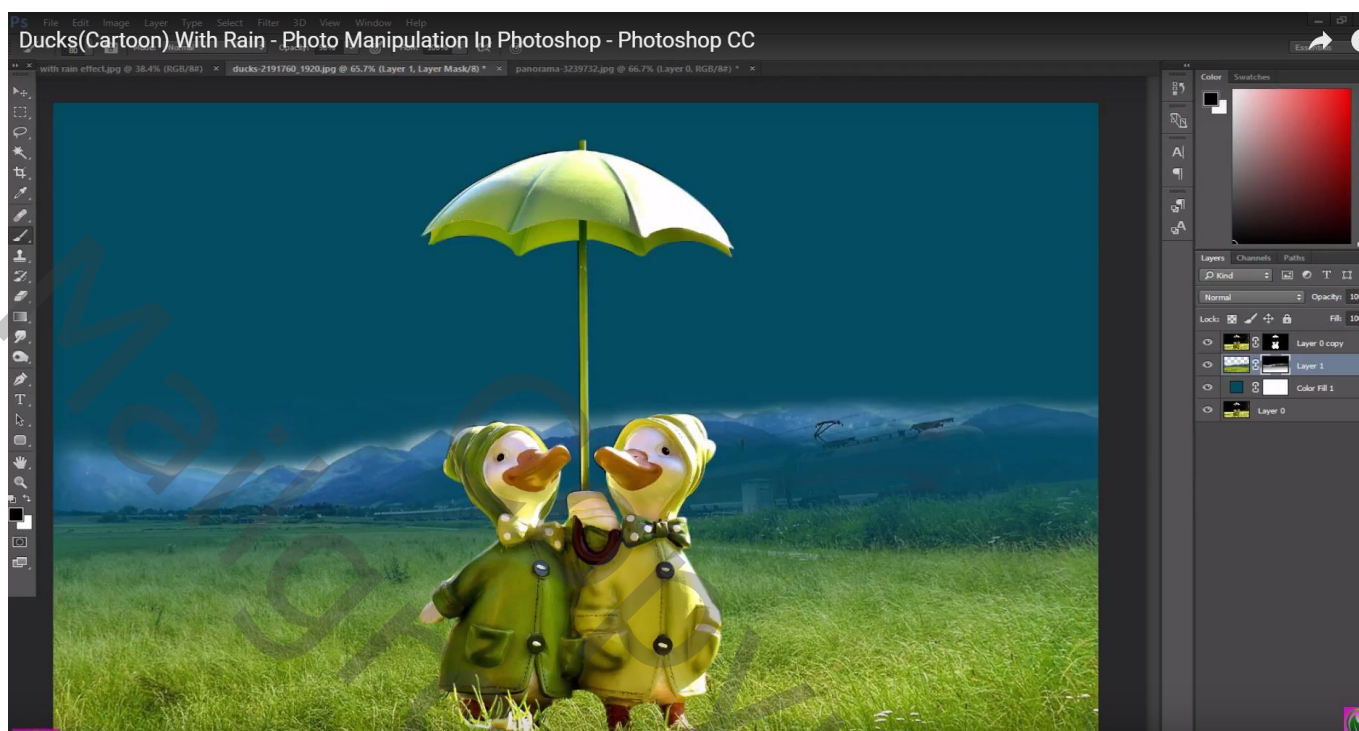 Ps File Edit Image Layer Type Select Filter 3D View Window Help
Ducks(Cartoon) With Rain - Photo Manipulation In Photoshop - Photoshop CC
with rain effect.jpg @ 38.4% (RGB/8#) × ducks-2191760_1920.jpg @ 65.7% (Layer 1, Layer Mask/8) * × panorama-3239732.jpg @ 66.7% (Layer 0, RGB/8#) * ×
Color Swatches
Layers Channels Paths
Kind
Normal Opacity: 10
Lock: Fill: 10
Layer 0 copy
Layer 1
Color Fill 1
Layer 0